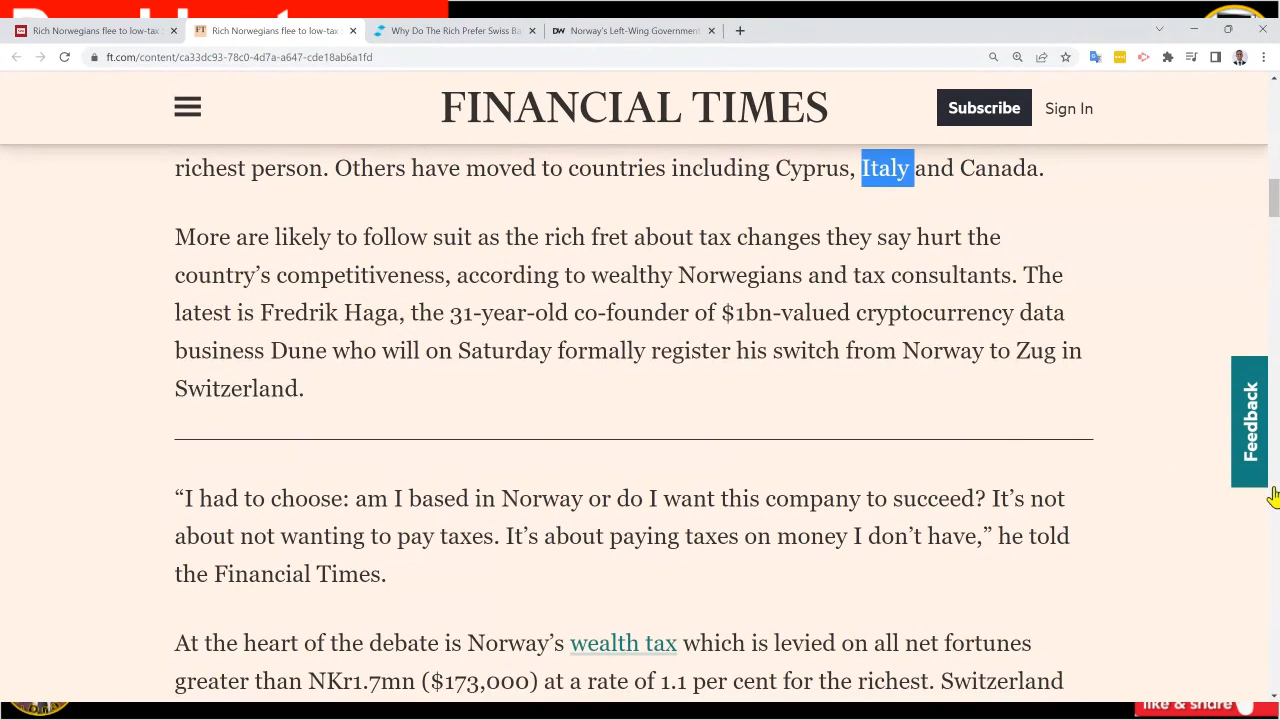 Rich Norwegians flee to low-tax
Rich Norwegians flee to low-tax
Why Do The Rich Prefer Swiss Ba
Norway's Left-Wing Government
ft.com/content/ca33dc93-78c0-4d7a-a647-cde18ab6a1fd
FINANCIAL TIMES
Subscribe
Sign In
richest person. Others have moved to countries including Cyprus, Italy and Canada.
More are likely to follow suit as the rich fret about tax changes they say hurt the
country’s competitiveness, according to wealthy Norwegians and tax consultants. The
latest is Fredrik Haga, the 31-year-old co-founder of $1bn-valued cryptocurrency data
business Dune who will on Saturday formally register his switch from Norway to Zug in
Switzerland.
Feedback
“I had to choose: am I based in Norway or do I want this company to succeed? It’s not
about not wanting to pay taxes. It’s about paying taxes on money I don’t have,” he told
the Financial Times.
At the heart of the debate is Norway’s wealth tax which is levied on all net fortunes
greater than NKr1.7mn ($173,000) at a rate of 1.1 per cent for the richest. Switzerland
like & share